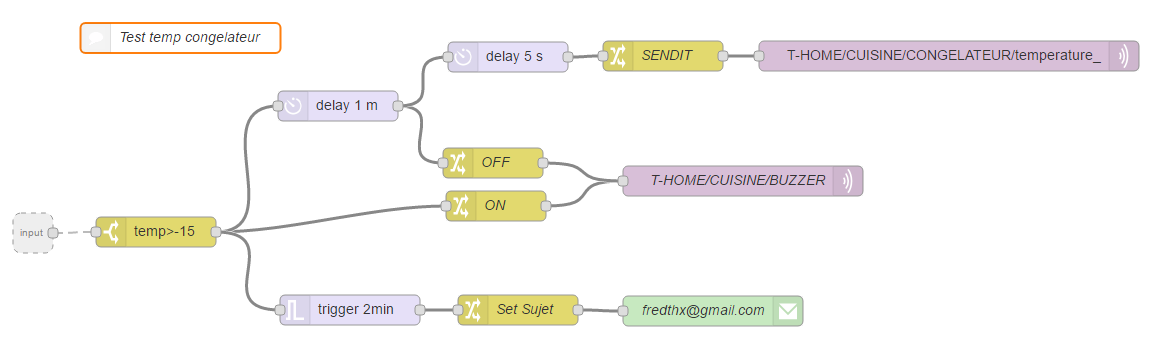 Test temp congelateur
delay 5 s
SENDIT
T-HOME/CUISINE/CONGELATEUR/temperature_
delay 1 m
OFF
T-HOME/CUISINE/BUZZER
ON
input
temp>-15
trigger 2min
Set Sujet
fredthx@gmail.com